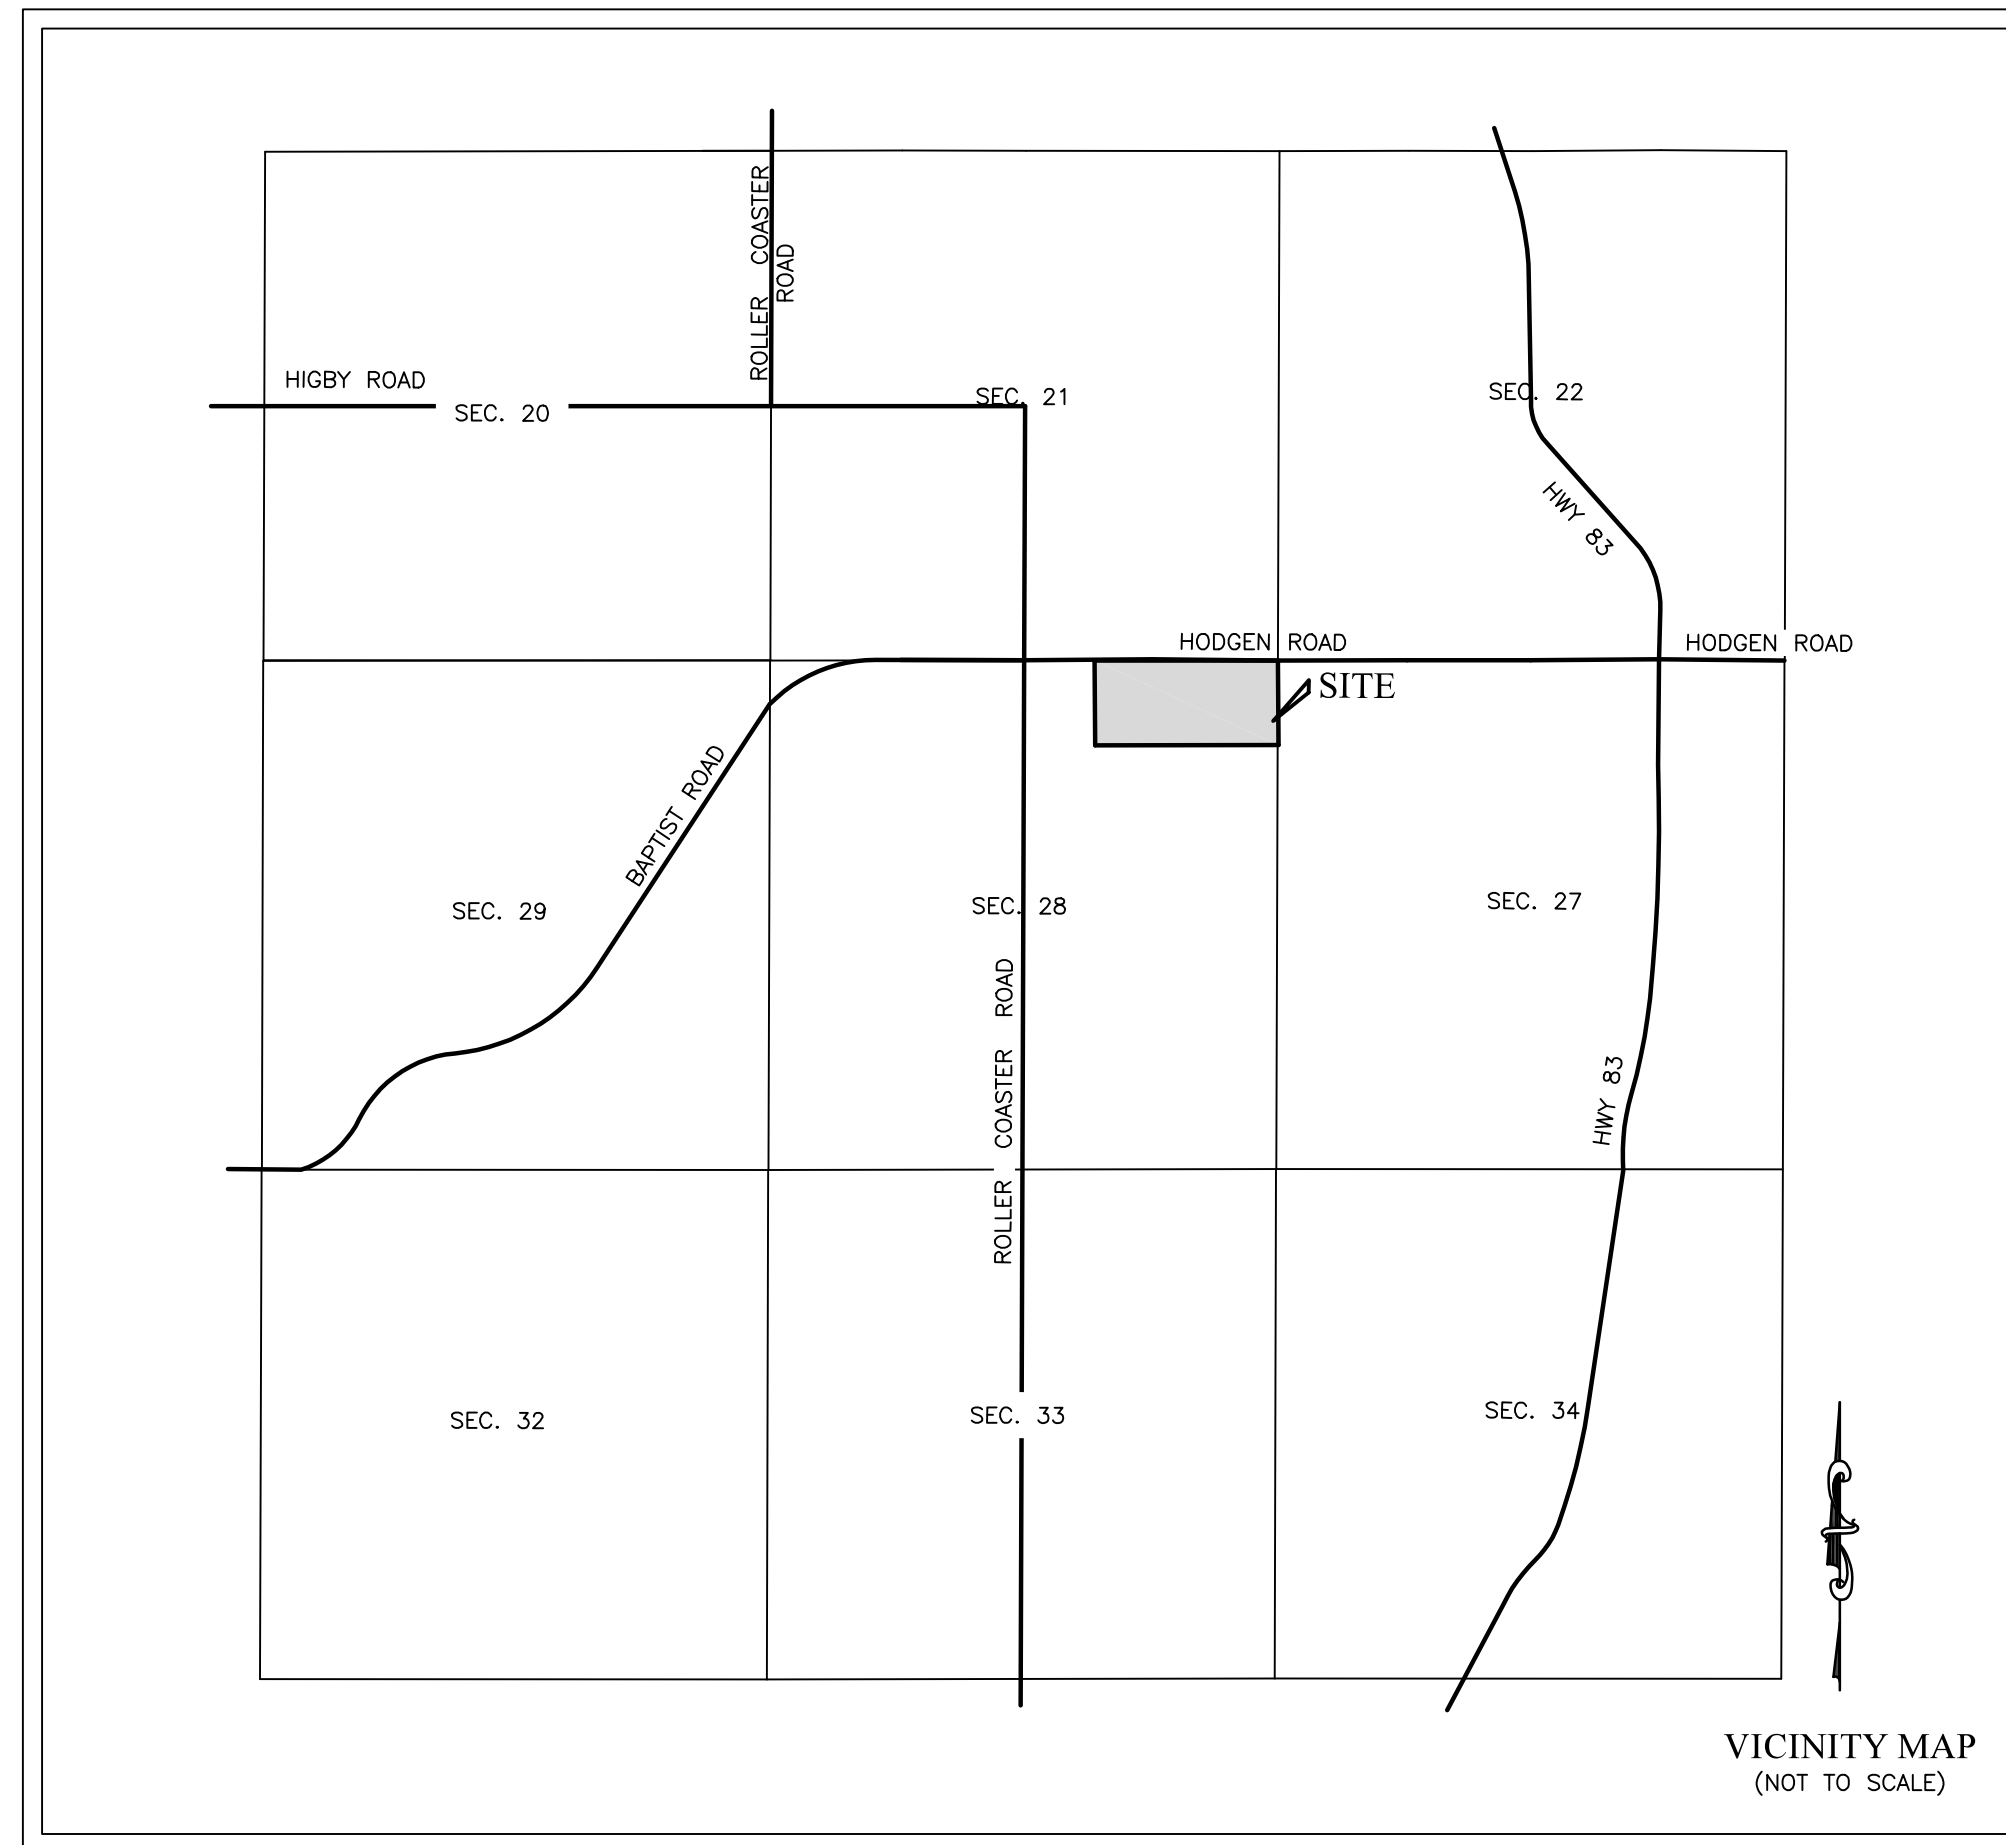 ROLLER COASTER
ROAD
HIGBY ROAD
SEC. 20
SEC. 21
SEC. 22
HWY 83
HODGEN ROAD
HODGEN ROAD
SITE
BAPTIST ROAD
SEC. 29
SEC. 28
SEC. 27
ROLLER COASTER ROAD
HWY 83
SEC. 32
SEC. 33
SEC. 34
VICINITY MAP
(NOT TO SCALE)